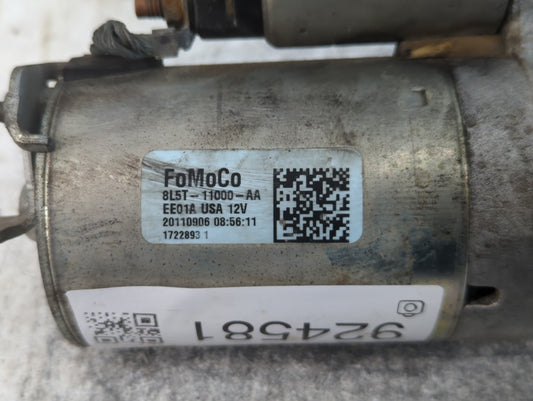 FoMoCo
8L5T-11000-AA
EE01A USA 12V
20110906 08:56:11
1722893 1
924581